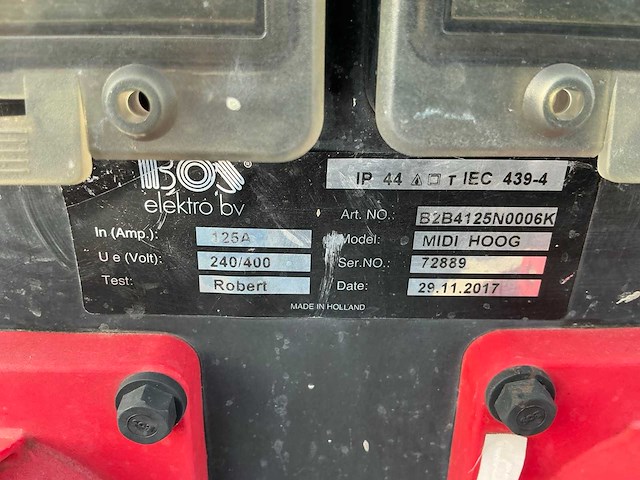 BOS®
elektro bv
IP 44 T IEC 439-4
Art. NO.: B2B4125N0006K
In (Amp.): 125A
Model: MIDI HOOG
U e (Volt): 240/400
Ser.NO.: 72889
Test: Robert
Date: 29.11.2017
MADE IN HOLLAND